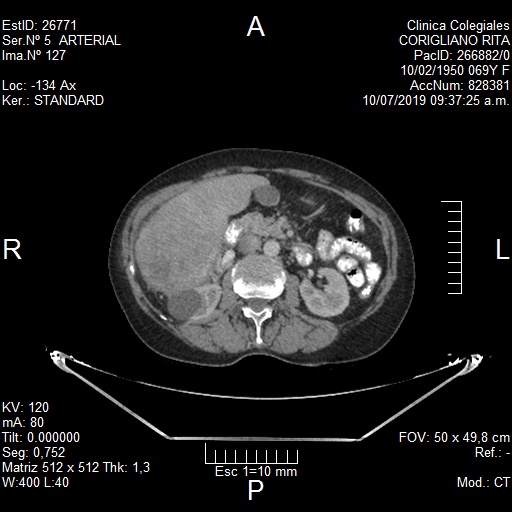 EstID: 26771
Ser.Nº 5 ARTERIAL
Ima.Nº 127
Loc: -134 Ax
Ker.: STANDARD
A
Clinica Colegiales
CORIGLIANO RITA
PacID: 266882/0
10/02/1950 069Y F
AccNum: 828381
10/07/2019 09:37:25 a.m.
R
L
KV: 120
mA: 80
Tilt: 0.000000
Seg: 0,752
Matriz 512 x 512 Thk: 1,3
W:400 L:40
Esc 1=10 mm
P
FOV: 50 x 49,8 cm
Ref.: -
Mod.: CT